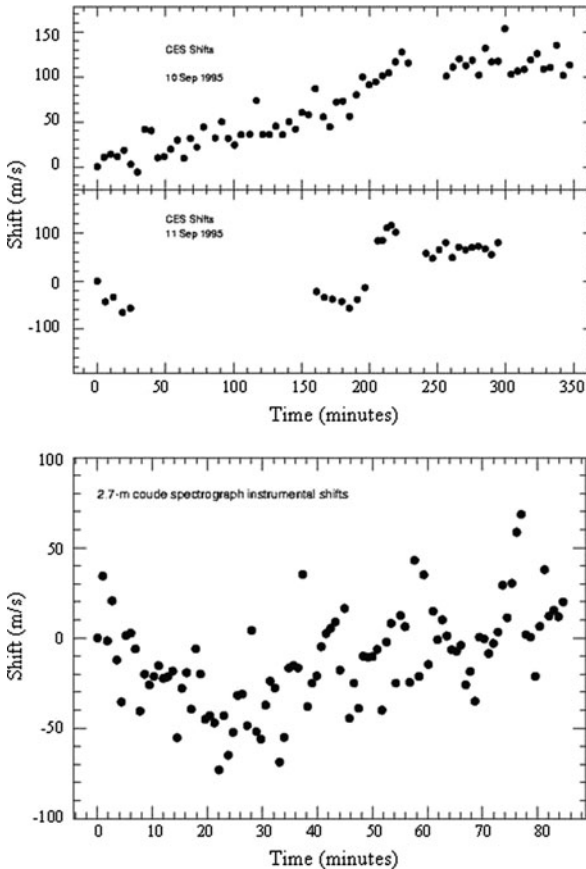 150
CES Shifts
10 Sep 1995
100
50
0
Shift (m/s)
CES Shifts
11 Sep 1995
100
0
-100
0 50 100 150 200 250 300 350
Time (minutes)
100
2.7-m coude spectrograph instrumental shifts
50
Shift (m/s)
0
-50
-100
0 10 20 30 40 50 60 70 80
Time (minutes)